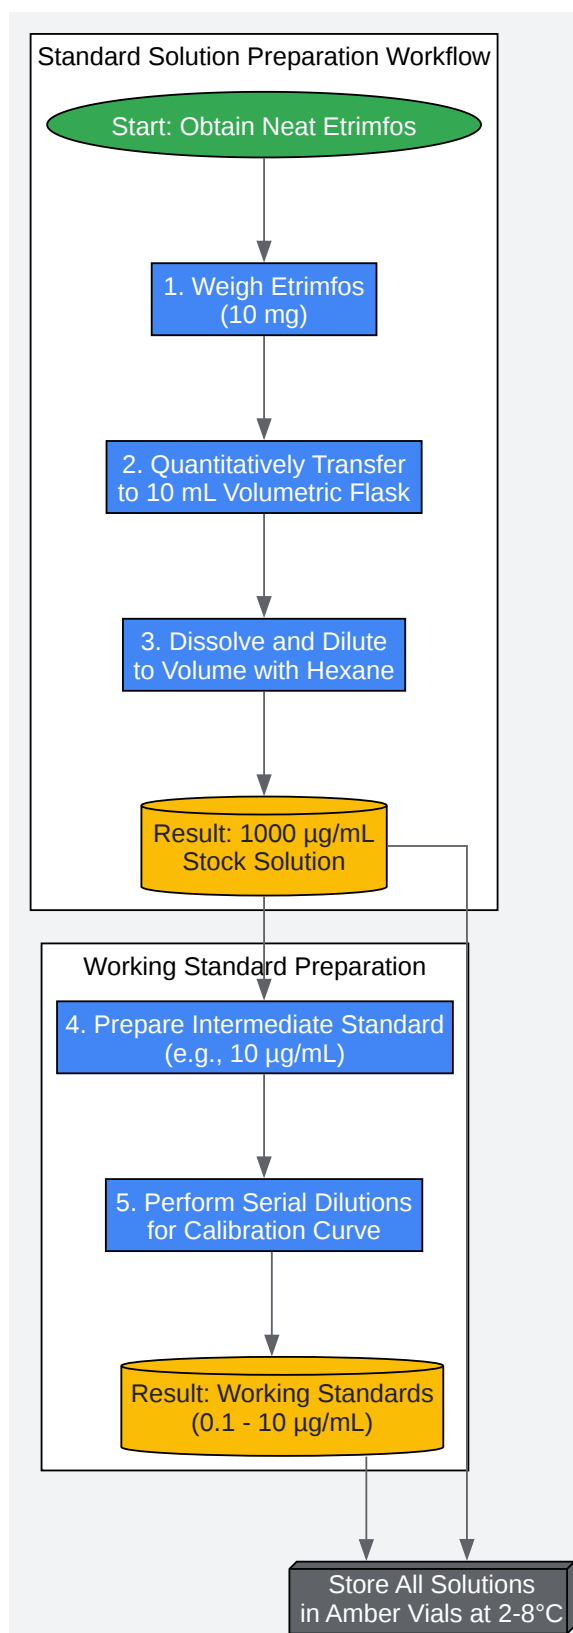 Standard Solution Preparation Workflow
Start: Obtain Neat Etrimfos
1. Weigh Etrimfos
(10 mg)
2. Quantitatively Transfer
to 10 mL Volumetric Flask
3. Dissolve and Dilute
to Volume with Hexane
Result: 1000 µg/mL
Stock Solution
Working Standard Preparation
4. Prepare Intermediate Standard
(e.g., 10 µg/mL)
5. Perform Serial Dilutions
for Calibration Curve
Result: Working Standards
(0.1 - 10 µg/mL)
Store All Solutions
in Amber Vials at 2-8°C